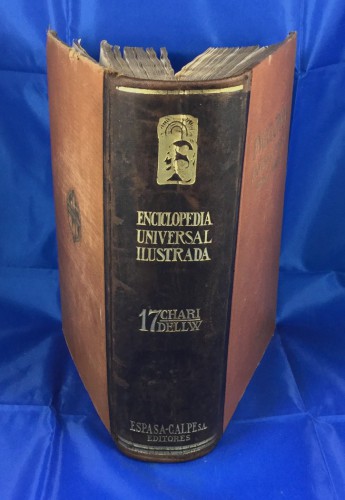 ENCICLOPEDIA
UNIVERSAL
ILUSTRADA
17 CHARI
DELLW
ESPASA-CALPE S.A.
EDITORES